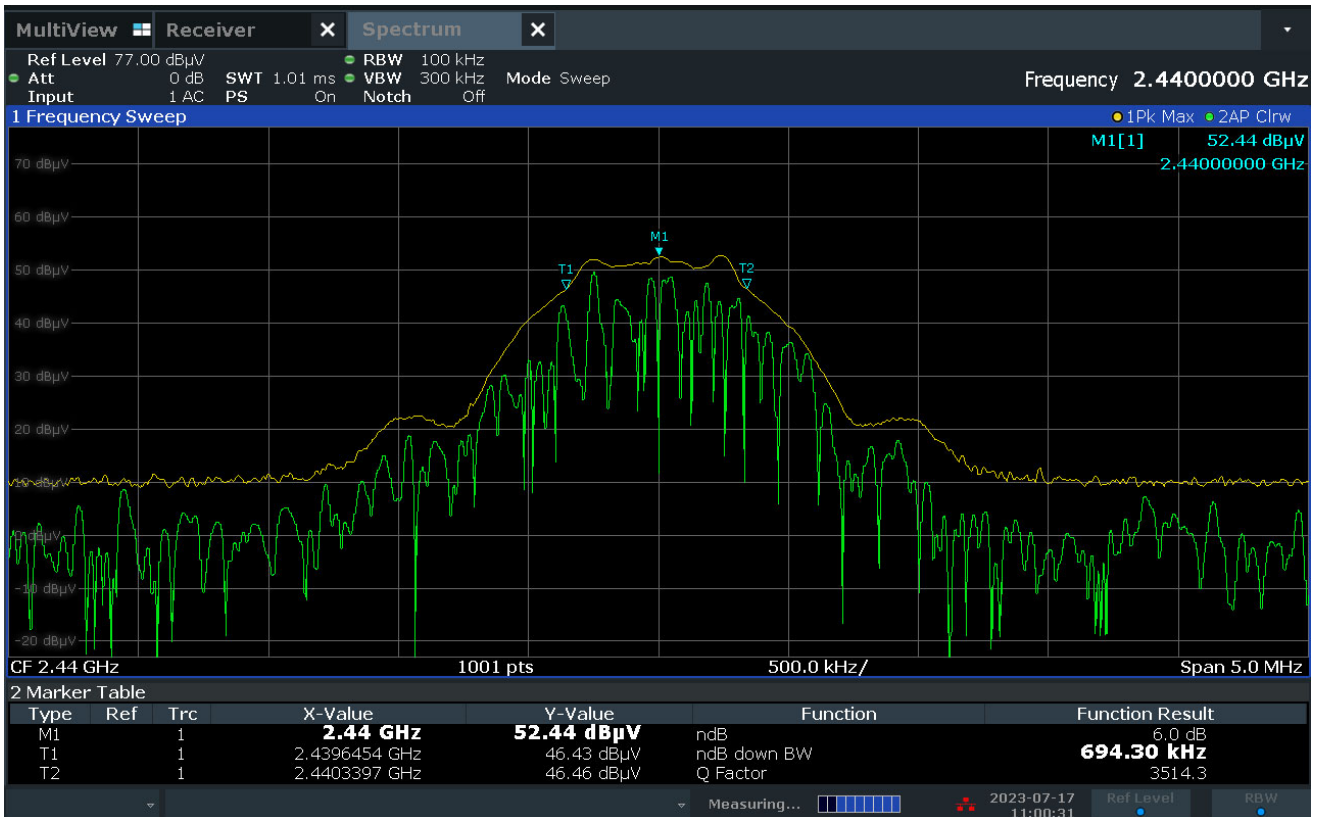 MultiView Receiver X Spectrum X
Ref Level 77.00 dBµV RBW 100 kHz
Att 0 dB SWT 1.01 ms VBW 300 kHz Mode Sweep Frequency 2.4400000 GHz
Input 1 AC PS On Notch Off
1 Frequency Sweep 1Pk Max 2AP Clrw
M1[1] 52.44 dBµV
2.44000000 GHz
70 dBµV
60 dBµV
M1
50 dBµV T1 T2
40 dBµV
30 dBµV
20 dBµV
10 dBµV
0 dBµV
-10 dBµV
-20 dBµV
CF 2.44 GHz 1001 pts 500.0 kHz/ Span 5.0 MHz
2 Marker Table
Type Ref Trc X-Value Y-Value Function Function Result
M1 1 2.44 GHz 52.44 dBµV ndB 6.0 dB
T1 1 2.4396454 GHz 46.43 dBµV ndB down BW 694.30 kHz
T2 1 2.4403397 GHz 46.46 dBµV Q Factor 3514.3
Measuring... 2023-07-17 Ref Level RBW
11:00:31